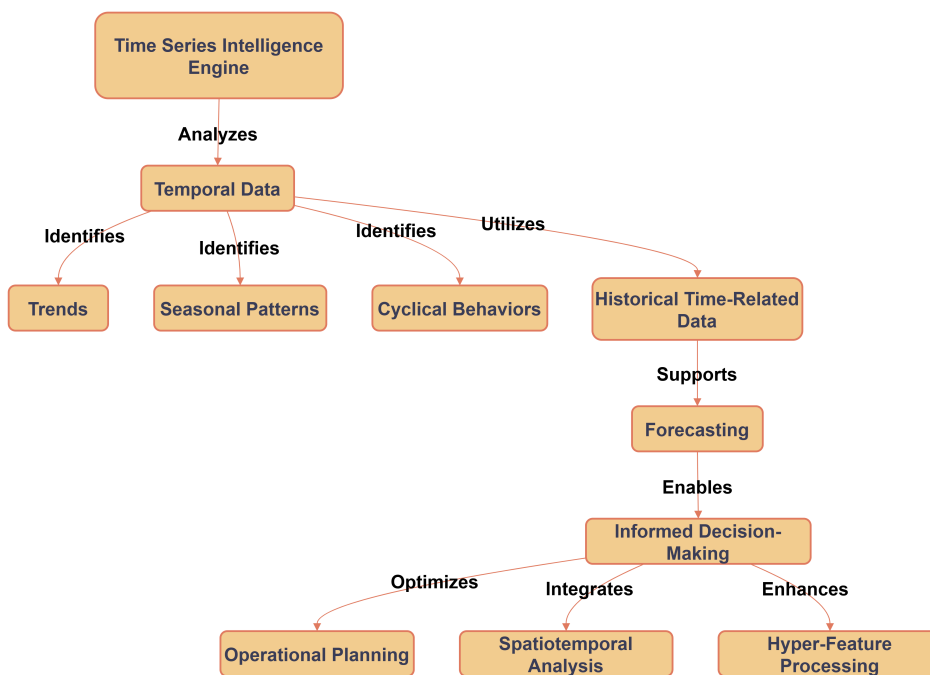 Time Series Intelligence
Engine
Analyzes
Temporal Data
Identifies
Identifies
Identifies
Utilizes
Trends
Seasonal Patterns
Cyclical Behaviors
Historical Time-Related
Data
Supports
Forecasting
Enables
Informed Decision-
Making
Optimizes
Integrates
Enhances
Operational Planning
Spatiotemporal
Analysis
Hyper-Feature
Processing